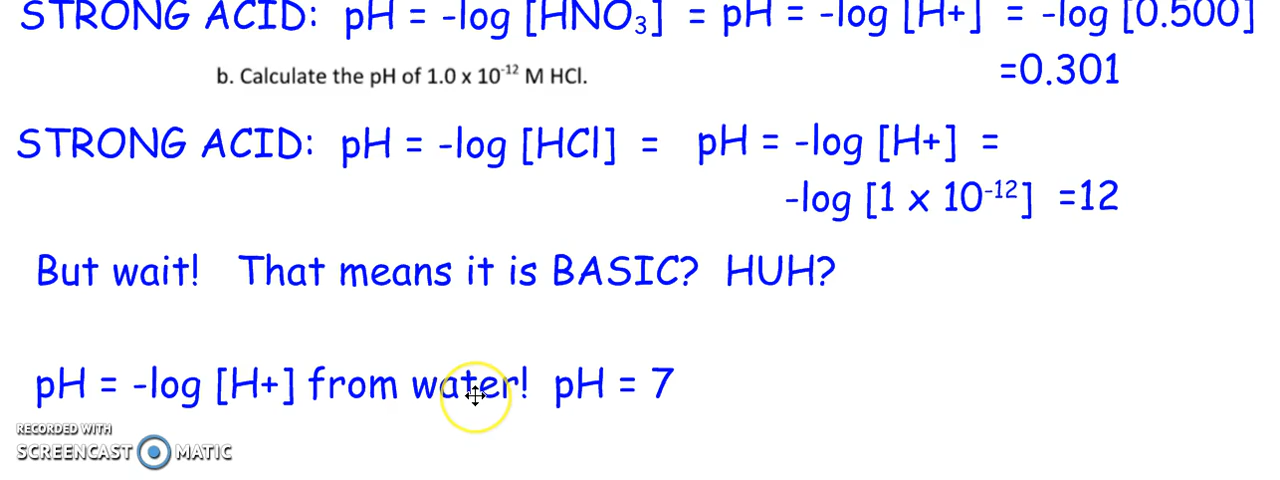 STRONG ACID: pH = -log [HNO₃] = pH = -log [H+] = -log [0.500]
=0.301
b. Calculate the pH of 1.0 x 10⁻¹² M HCl.
STRONG ACID: pH = -log [HCl] = pH = -log [H+] =
-log [1 x 10⁻¹²] =12
But wait! That means it is BASIC? HUH?
pH = -log [H+] from water! pH = 7
RECORDED WITH
SCREENCAST MATIC